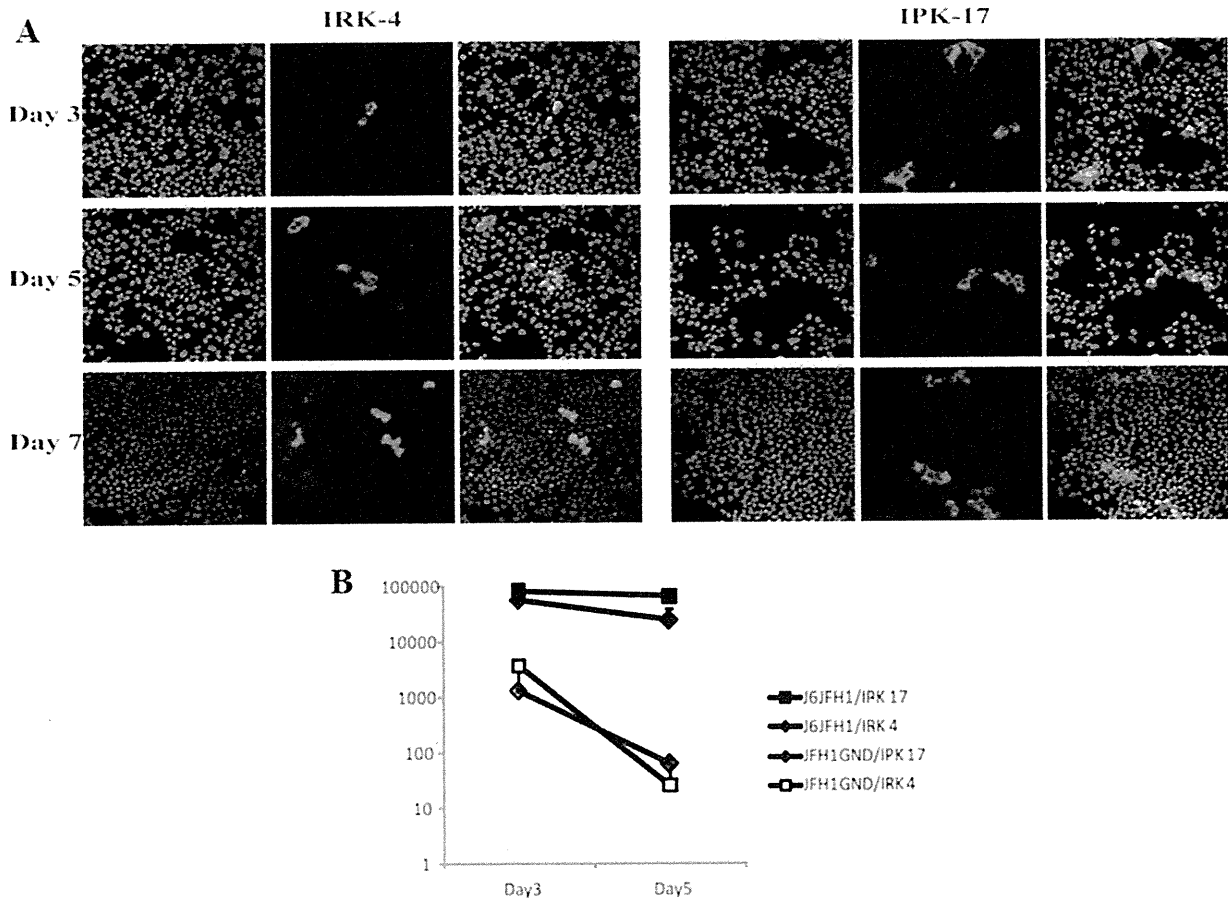 A
IRK-4
IPK-17
Day 3
Day 5
Day 7
B
100000
10000
1000
100
10
1
Day3
Day5
J6JFH1/IPK 17
J6JFH1/IRK 4
JFH1GND/IPK 17
JFH1GND/IRK 4